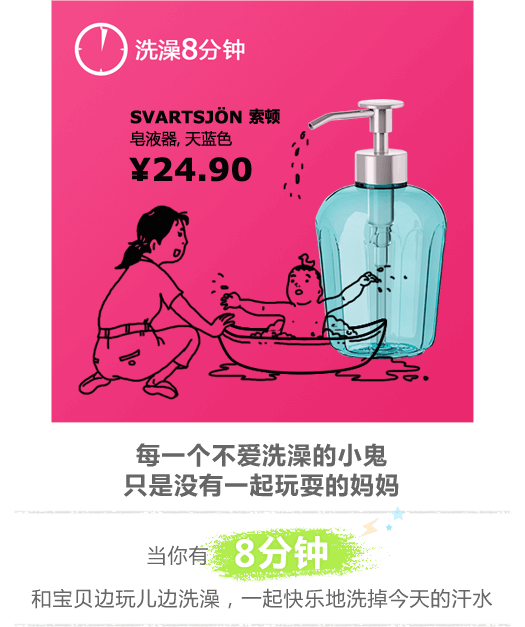 洗澡8分钟
SVARTSJÖN 索顿
皂液器, 天蓝色
¥24.90
每一个不爱洗澡的小鬼
只是没有一起玩耍的妈妈
当你有 8分钟
和宝贝边玩儿边洗澡，一起快乐地洗掉今天的汗水